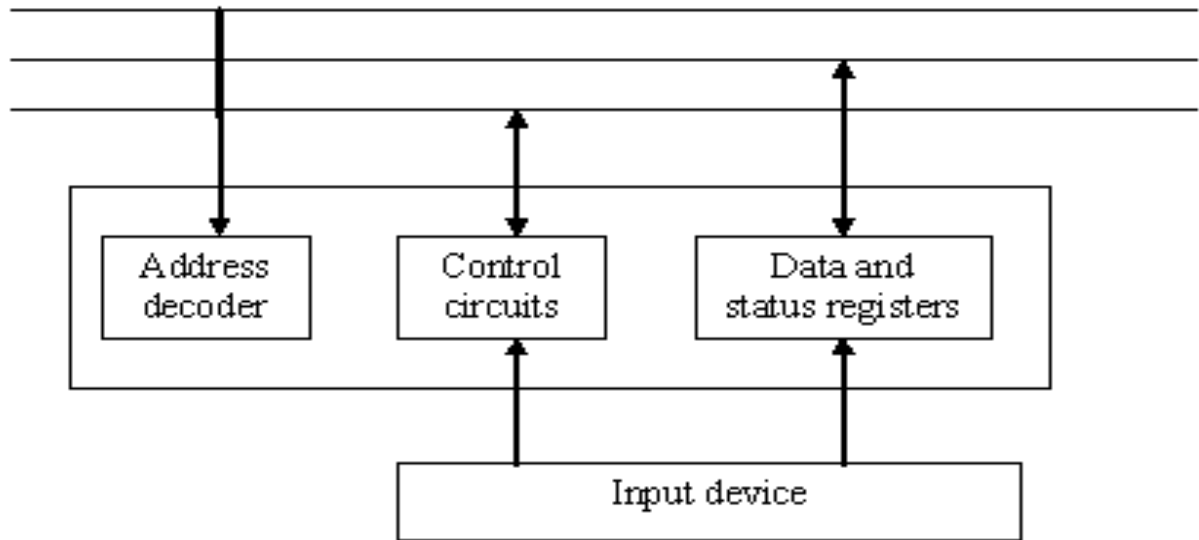 Address
decoder
Control
circuits
Data and
status registers
Input device